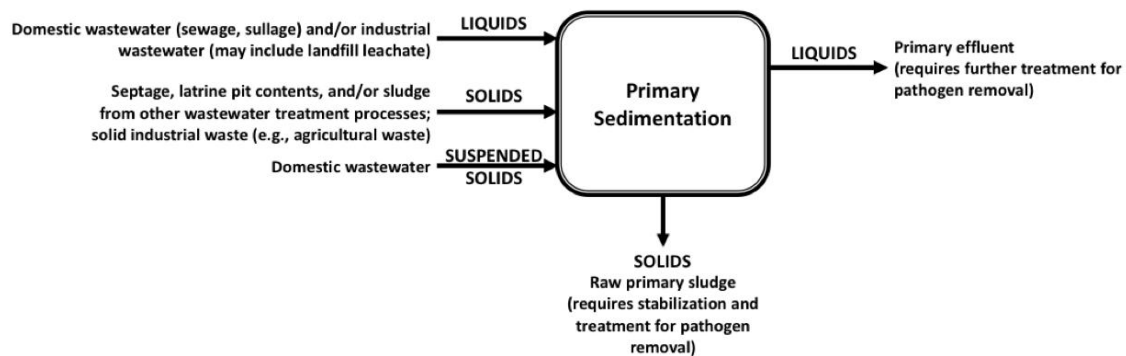 Domestic wastewater (sewage, sullage) and/or industrial
wastewater (may include landfill leachate)
LIQUIDS
Septage, latrine pit contents, and/or sludge
from other wastewater treatment processes;
solid industrial waste (e.g., agricultural waste)
SOLIDS
Domestic wastewater
SUSPENDED
SOLIDS
Primary
Sedimentation
LIQUIDS
Primary effluent
(requires further treatment for
pathogen removal)
SOLIDS
Raw primary sludge
(requires stabilization and
treatment for pathogen
removal)